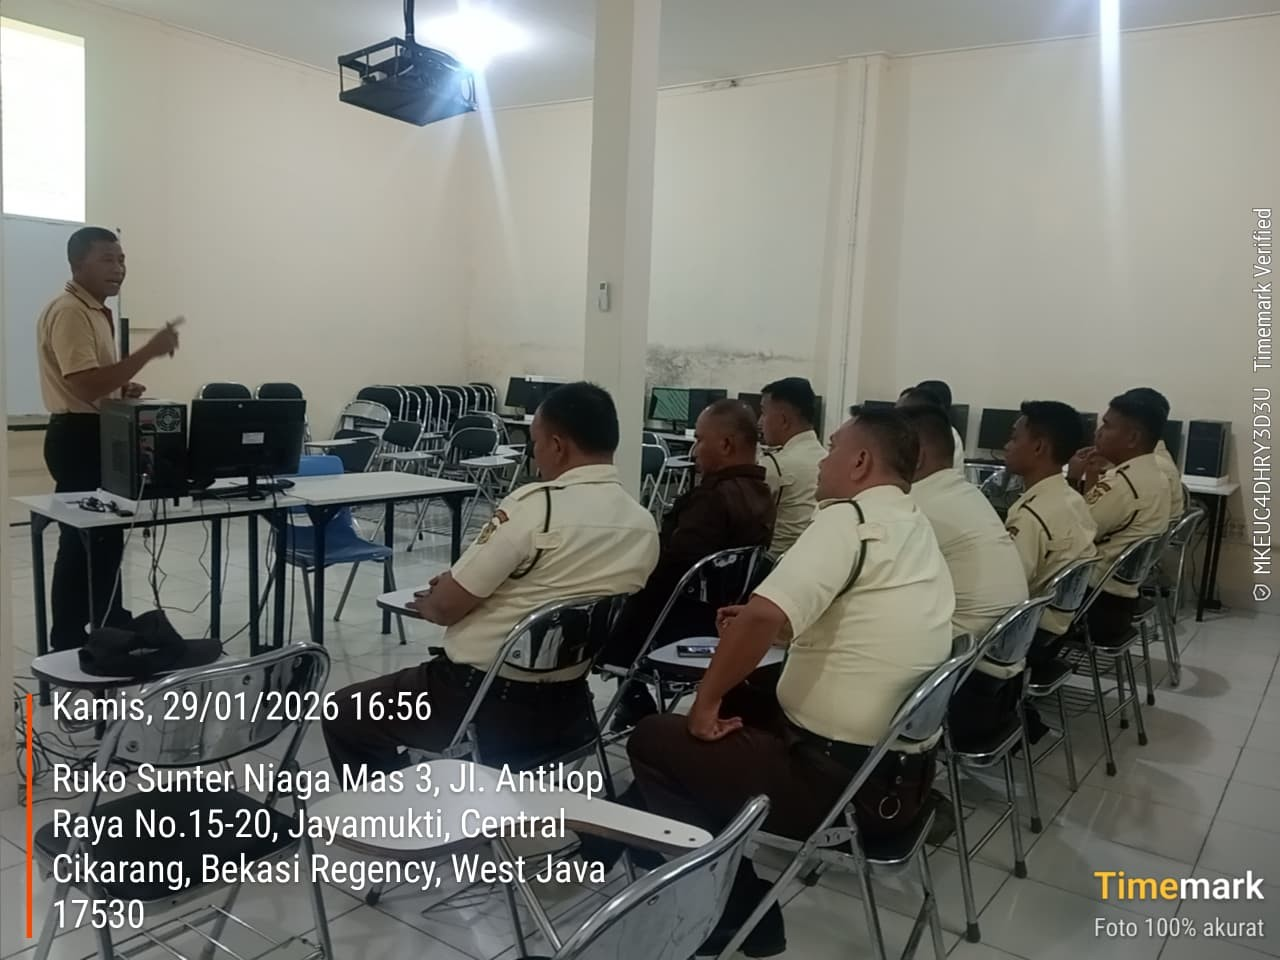 Kamis, 29/01/2026 16:56
Ruko Sunter Niaga Mas 3, Jl. Antilop
Raya No.15-20, Jayamukti, Central
Cikarang, Bekasi Regency, West Java
17530
Timemark
Foto 100% akurat
MKEUC4DHRY3D3U Timemark Verified